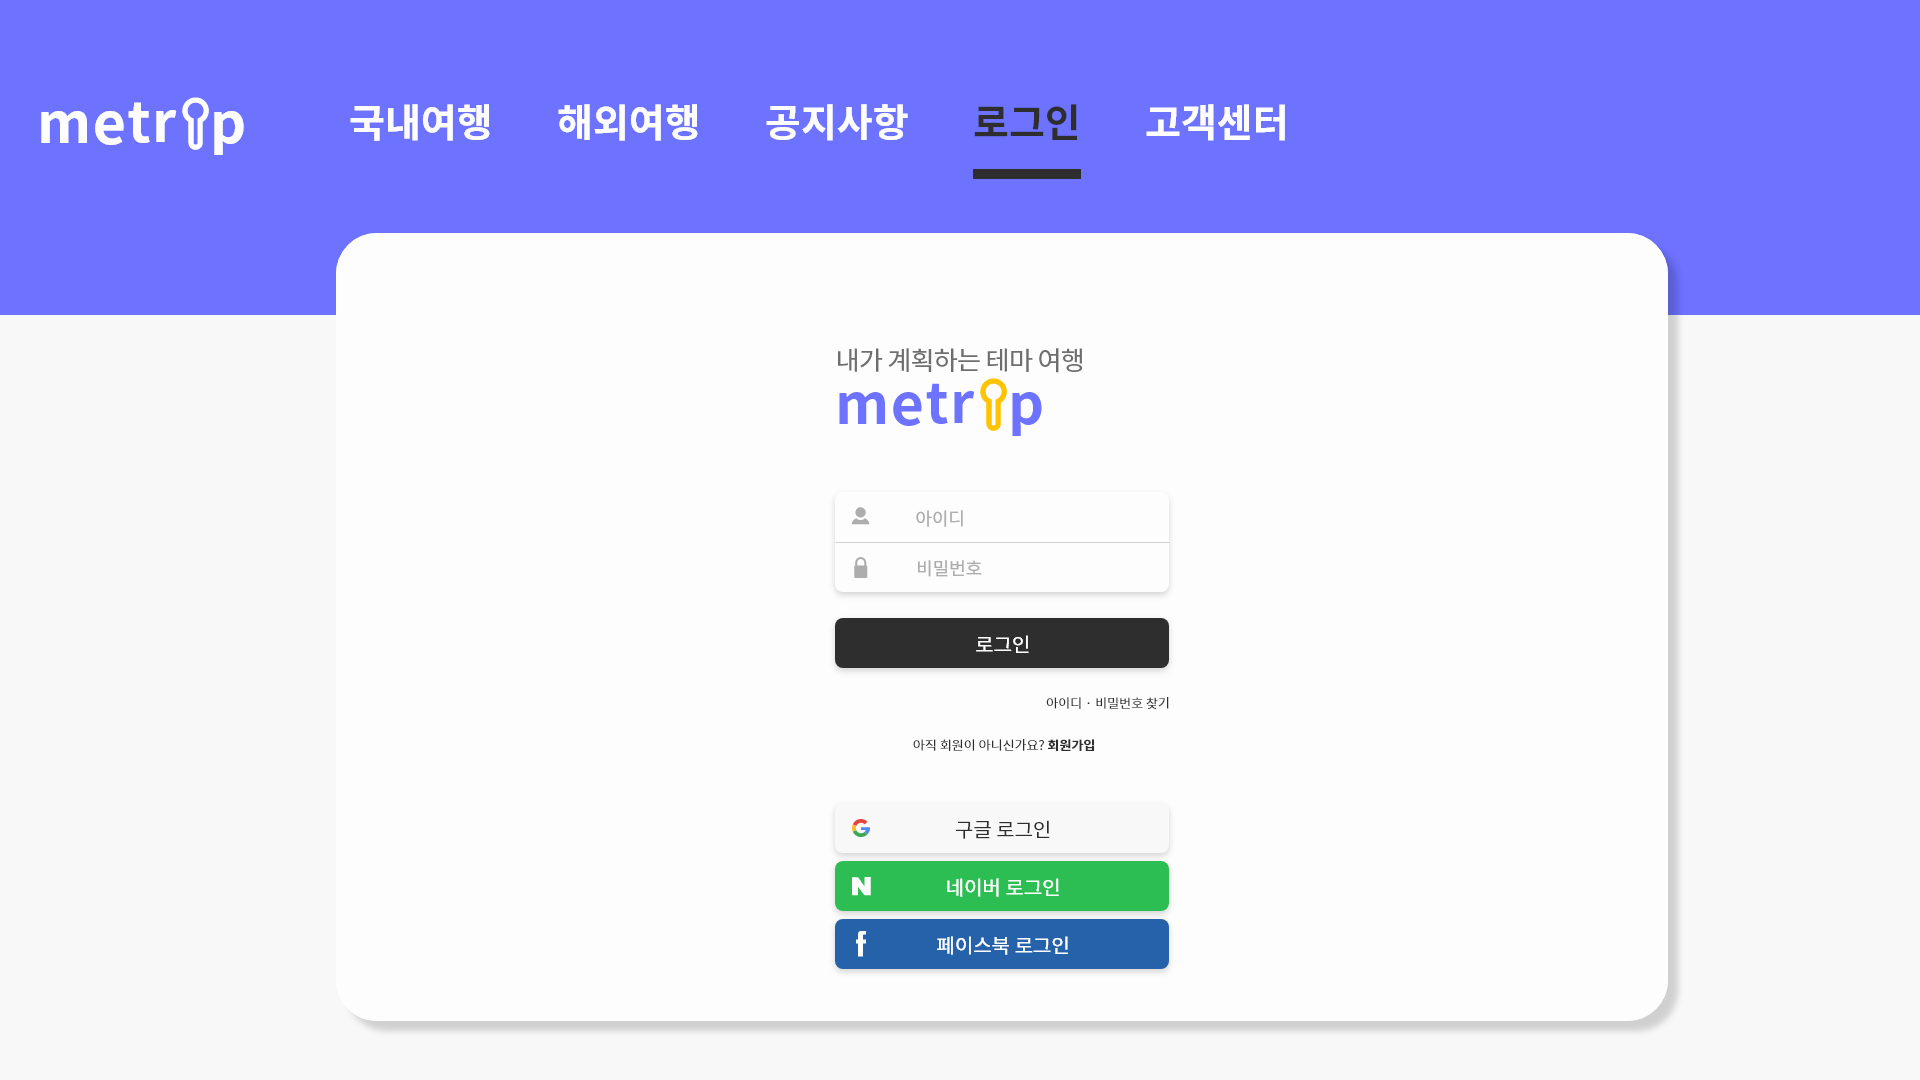 metrip 국내여행 해외여행 공지사항 로그인 고객센터
내가 계획하는 테마 여행
metrip
아이디
비밀번호
로그인
아이디 · 비밀번호 찾기
아직 회원이 아니신가요? 회원가입
구글 로그인
네이버 로그인
페이스북 로그인